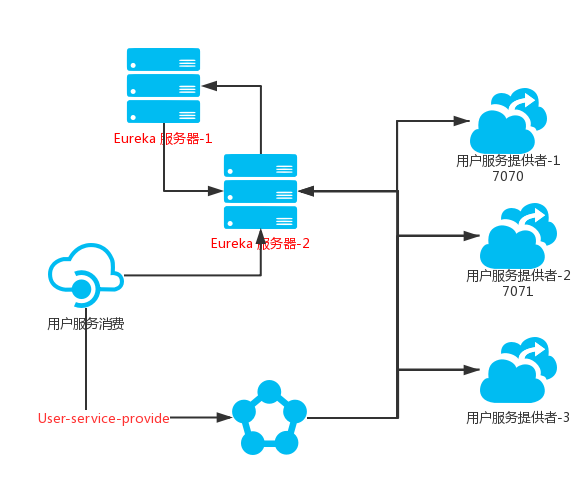 Eureka 服务器-1
用户服务提供者-1
7070
Eureka 服务器-2
用户服务提供者-2
7071
用户服务消费
User-service-provide
用户服务提供者-3